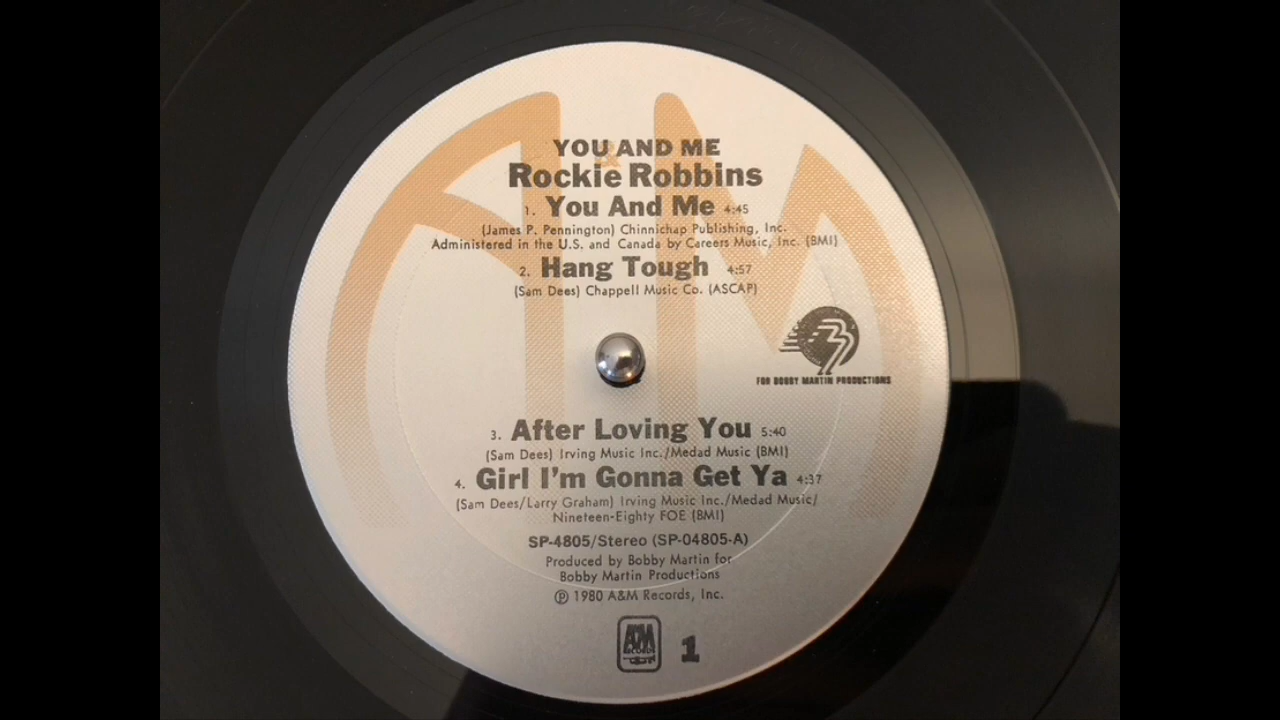 YOU AND ME
Rockie Robbins
1. You And Me 4:45
(James P. Pennington) Chinnichap Publishing, Inc.
Administered in the U.S. and Canada by Careers Music, Inc. (BMI)
2. Hang Tough 4:57
(Sam Dees) Chappell Music Co. (ASCAP)
FOR BOBBY MARTIN PRODUCTIONS
3. After Loving You 5:40
(Sam Dees) Irving Music Inc./Medad Music (BMI)
4. Girl I'm Gonna Get Ya 4:37
(Sam Dees/Larry Graham) Irving Music Inc./Medad Music/
Nineteen-Eighty FOE (BMI)
SP-4805/Stereo (SP-04805-A)
Produced by Bobby Martin for
Bobby Martin Productions
℗ 1980 A&M Records, Inc.
A&M RECORDS 1